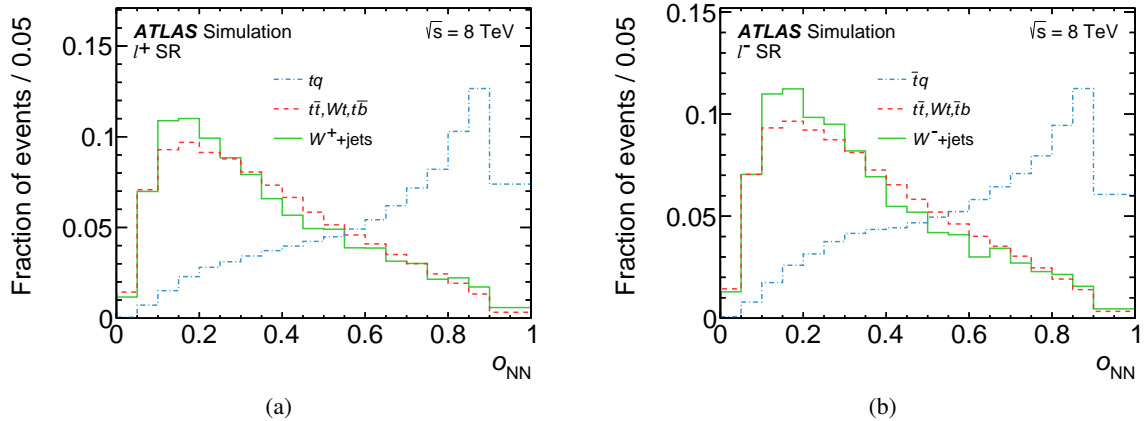 Fraction of events / 0.05
0.15
0.1
0.05
0
ATLAS Simulation
l⁺ SR
√s = 8 TeV
tq
tt̄,Wt,tb̄
W⁺+jets
0 0.2 0.4 0.6 0.8 1
o_NN
(a)
Fraction of events / 0.05
0.15
0.1
0.05
0
ATLAS Simulation
l⁻ SR
√s = 8 TeV
t̄q
tt̄,Wt,t̄b
W⁻+jets
0 0.2 0.4 0.6 0.8 1
o_NN
(b)